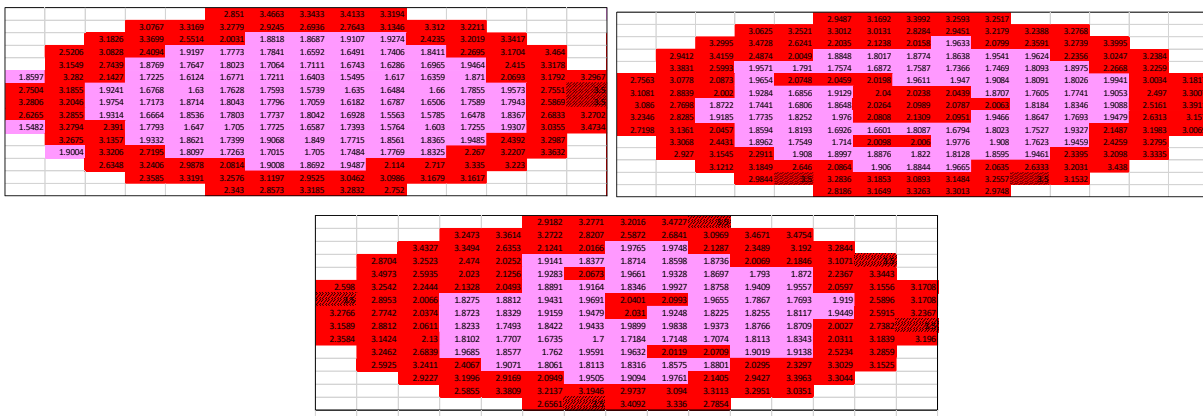 2.851 3.4663 3.3433 3.4133 3.3194
3.0767 3.3169 3.2779 2.9245 2.6936 2.7643 3.1346 3.312 3.2211
3.1826 3.3699 2.5514 2.0031 1.8818 1.8687 1.9107 1.9274 2.4235 3.2019 3.3417
2.5206 3.0828 2.4094 1.9197 1.7773 1.7841 1.6592 1.6491 1.7406 1.8411 2.2695 3.1704 3.464
3.1549 2.7439 1.8769 1.7647 1.8023 1.7064 1.7111 1.6743 1.6286 1.6965 1.9464 2.415 3.3178
1.8597 3.282 2.1427 1.7225 1.6124 1.6771 1.7211 1.6403 1.5495 1.617 1.6359 1.871 2.0693 3.1792 3.2967
2.7504 3.1855 1.9241 1.6768 1.63 1.7628 1.7593 1.5739 1.635 1.6484 1.66 1.7855 1.9573 2.7551
3.2806 3.2046 1.9754 1.7173 1.8714 1.8043 1.7796 1.7059 1.6182 1.6787 1.6506 1.7589 1.7943 2.5869
2.6265 3.2855 1.9314 1.6664 1.8536 1.7803 1.7737 1.8042 1.6928 1.5563 1.5785 1.6478 1.8367 2.6833 3.2702
1.5482 3.2794 2.391 1.7793 1.647 1.705 1.7725 1.6587 1.7393 1.5764 1.603 1.7255 1.9307 3.0355 3.4734
3.2675 3.1357 1.9332 1.8621 1.7399 1.9068 1.849 1.7715 1.8561 1.8365 1.9485 2.4392 3.2987
1.9004 3.3206 2.7195 1.8097 1.7263 1.7015 1.705 1.7484 1.7769 1.8325 2.267 3.2207 3.3632
2.6348 3.2406 2.9878 2.0814 1.9008 1.8692 1.9487 2.114 2.717 3.335 3.223
2.3585 3.3191 3.2576 3.1197 2.9525 3.0462 3.0986 3.1679 3.1617
2.343 2.8573 3.3185 3.2832 2.752
2.9487 3.1692 3.3992 3.2593 3.2517
3.0625 3.2521 3.3012 3.0131 2.8284 2.9451 3.2179 3.2388 3.2768
3.2995 3.4728 2.6241 2.2035 2.1238 2.0158 1.9633 2.0799 2.3591 2.2739 3.3995
2.9412 3.4159 2.4874 2.0049 1.8848 1.8017 1.8774 1.8638 1.9541 1.9624 2.2356 3.0247 3.2364
3.3831 2.5993 1.9571 1.791 1.7574 1.6872 1.7587 1.7366 1.7469 1.8093 1.8975 2.2668 3.2259
2.7563 3.0778 2.0873 1.9654 2.0748 2.0459 2.0198 1.9611 1.947 1.9084 1.8091 1.8026 1.9941 3.0034
3.1081 2.8839 2.002 1.9284 1.6856 1.9129 2.04 2.0238 2.0439 1.8707 1.7605 1.7741 1.9053 2.497
3.086 2.7698 1.8722 1.7441 1.6806 1.8648 2.0264 2.0989 2.0787 2.0063 1.8184 1.8346 1.9088 2.5161
3.2346 2.8285 1.9185 1.7735 1.8252 1.976 2.0808 2.1309 2.0951 1.9466 1.8647 1.7693 1.9479 2.6313
2.7198 3.1361 2.0457 1.8594 1.8193 1.6926 1.6601 1.8087 1.6794 1.8023 1.7527 1.9327 2.1487 3.1983
3.3068 2.4431 1.8962 1.7549 1.714 2.0098 2.006 1.9776 1.908 1.7623 1.9459 2.4259 3.2795
2.927 3.1545 2.2911 1.908 1.8997 1.8876 1.822 1.8128 1.8595 1.9461 2.3395 3.2098 3.3335
3.1212 3.1849 2.646 2.0864 1.906 1.8844 1.9665 2.0635 2.6333 3.2031 3.438
2.9844 3.2836 3.1853 3.0893 3.1484 3.2557 3.1532
2.8186 3.1649 3.3263 3.3013 2.9748
2.9182 3.2771 3.2016 3.4727
3.2473 3.3614 3.2722 2.8207 2.5872 2.6841 3.0969 3.4671 3.4754
3.4327 3.3494 2.6353 2.1241 2.0166 1.9765 1.9748 2.1287 2.3489 3.192 3.2844
2.8704 3.2523 2.474 2.0252 1.9141 1.8377 1.8714 1.8598 1.8736 2.0069 2.1846 3.1071
3.4973 2.5935 2.023 2.1256 1.9283 2.0673 1.9661 1.9328 1.8697 1.793 1.872 2.2367 3.3443
2.598 3.2542 2.2444 2.1328 2.0493 1.8891 1.9164 1.8346 1.9927 1.8758 1.9409 1.9557 2.0597 3.1556 3.1708
2.8953 2.0066 1.8275 1.8812 1.9431 1.9691 2.0401 2.0993 1.9655 1.7867 1.7693 1.919 2.5896 3.1708
3.2766 2.7742 2.0374 1.8723 1.8329 1.9159 1.9479 2.031 1.9248 1.8225 1.8255 1.8117 1.9449 2.5915 3.2367
3.1589 2.8812 2.0611 1.8233 1.7493 1.8422 1.9433 1.9899 1.9838 1.9373 1.8766 1.8709 2.0027 2.7382
2.3584 3.1424 2.13 1.8102 1.7707 1.6735 1.7 1.7184 1.7148 1.7074 1.8113 1.8343 2.0311 3.1839 3.196
3.2462 2.6839 1.9685 1.8577 1.762 1.9591 1.9632 2.0119 2.0709 1.9019 1.9138 2.5234 3.2859
2.5925 3.2411 2.4067 1.9071 1.8061 1.8113 1.8316 1.8575 1.8801 2.0295 2.3297 3.3029 3.1525
2.9227 3.1996 2.9169 2.0949 1.9505 1.9094 1.9761 2.1405 2.9427 3.3963 3.3044
2.5855 3.3809 3.2137 3.1946 2.9737 3.094 3.3113 3.2951 3.0351
2.6561 3.4092 3.336 2.7854